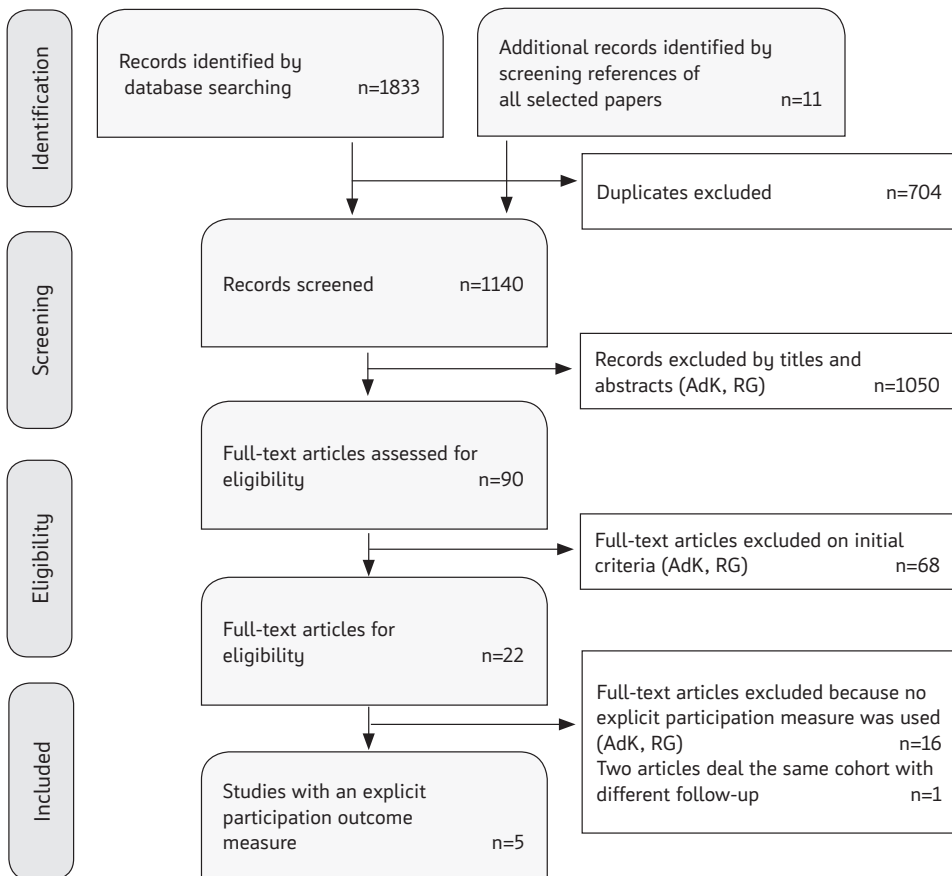 Identification
Records identified by
database searching n=1833
Additional records identified by
screening references of
all selected papers n=11
Duplicates excluded n=704
Screening
Records screened n=1140
Records excluded by titles and
abstracts (AdK, RG) n=1050
Eligibility
Full-text articles assessed for
eligibility n=90
Full-text articles excluded on initial
criteria (AdK, RG) n=68
Full-text articles for
eligibility n=22
Included
Full-text articles excluded because no
explicit participation measure was used
(AdK, RG) n=16
Two articles deal the same cohort with
different follow-up n=1
Studies with an explicit
participation outcome
measure n=5